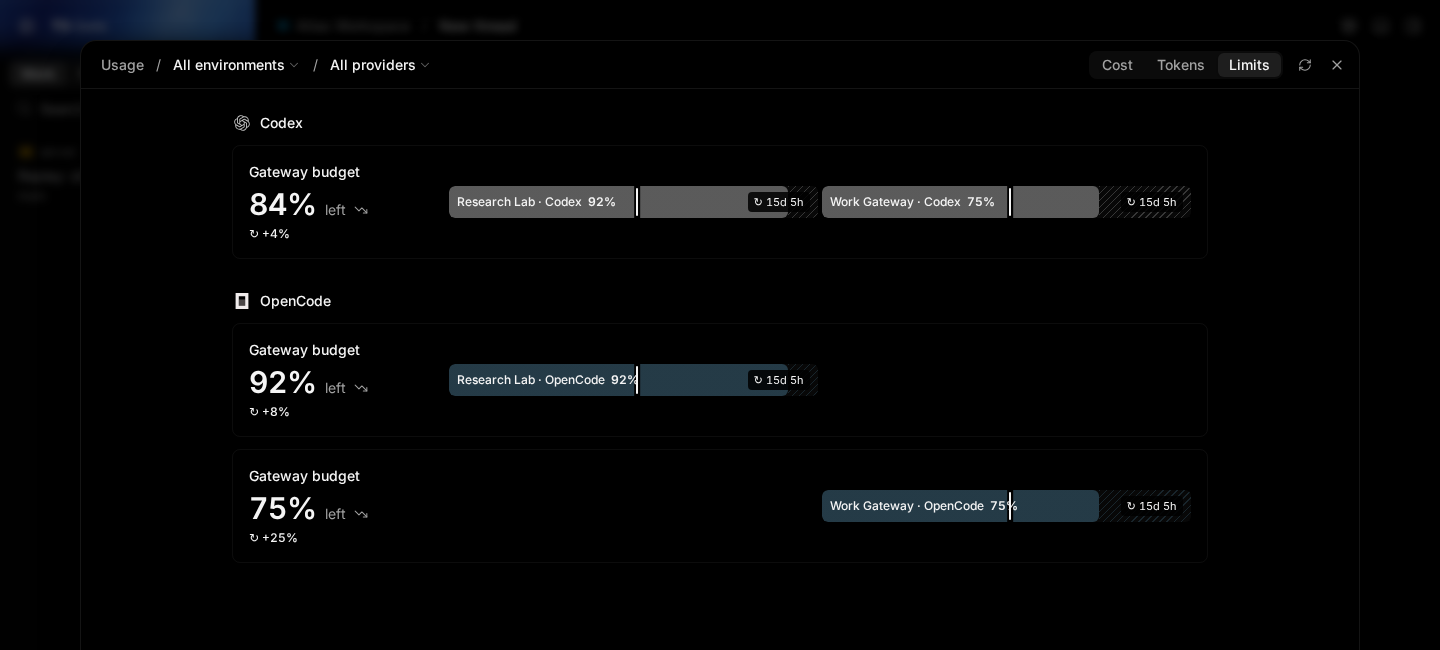 Usage / All environments / All providers
Cost Tokens Limits
Codex
Gateway budget
84% left
↻ +4%
Research Lab · Codex 92%
↻ 15d 5h
Work Gateway · Codex 75%
↻ 15d 5h
OpenCode
Gateway budget
92% left
↻ +8%
Research Lab · OpenCode 92%
↻ 15d 5h
Gateway budget
75% left
↻ +25%
Work Gateway · OpenCode 75%
↻ 15d 5h